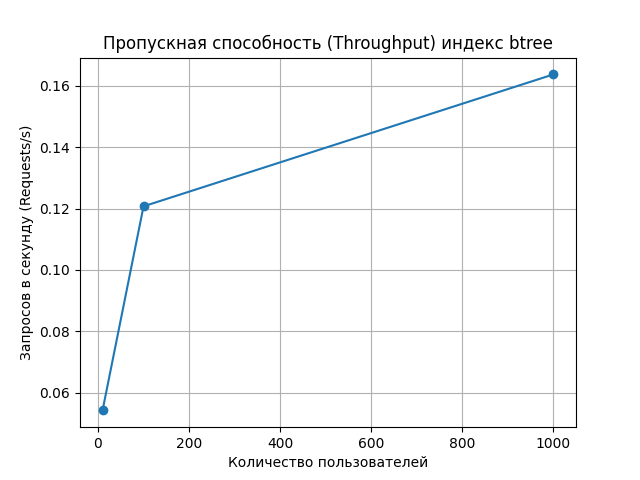 Пропускная способность (Throughput) индекс btree
Запросов в секунду (Requests/s)
0.16
0.14
0.12
0.10
0.08
0.06
0 200 400 600 800 1000
Количество пользователей